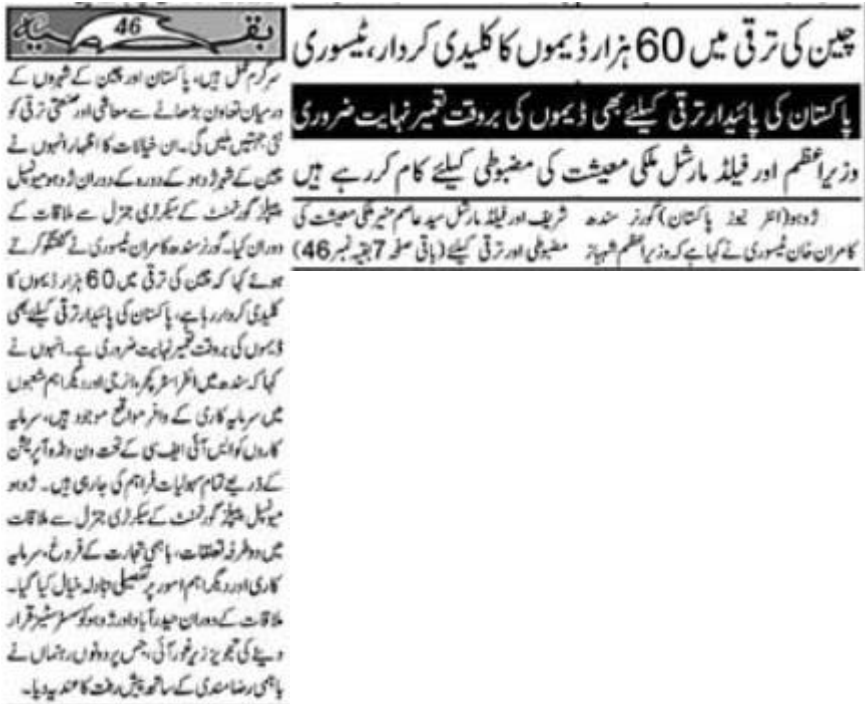 چین کی ترقی میں 60 ہزار ڈیموں کا کلیدی کردار، ٹیسوری
پاکستان کی پائیدار ترقی کیلئے بھی ڈیموں کی بروقت تعمیر نہایت ضروری
وزیراعظم اور فیلڈ مارشل ملکی معیشت کی مضبوطی کیلئے کام کر رہے ہیں
ژوہو(انٹر نیوز پاکستان) گورنر سندھ
کامران خان ٹیسوری نے کہا ہے کہ وزیراعظم شہباز
شریف اور فیلڈ مارشل سید عاصم منیر ملکی معیشت کی
مضبوطی اور ترقی کیلئے (باقی صفحہ 7 بقیہ نمبر 46)
بقیہ 46
سرگرم عمل ہیں، پاکستان اور چین کے شہروں کے
درمیان تعاون بڑھانے سے معاشی اور صنعتی ترقی کو
نئی جہتیں ملیں گی۔ ان خیالات کا اظہار انہوں نے
چین کے شہر ژوہو کے دورہ کے دوران ژوہو میونسپل
پیپلز گورنمنٹ کے سیکرٹری جنرل سے ملاقات کے
دوران کیا۔ گورنر سندھ کامران ٹیسوری نے گفتگو کرتے
ہوئے کہا کہ چین کی ترقی میں 60 ہزار ڈیموں کا
کلیدی کردار رہا ہے، پاکستان کی پائیدار ترقی کیلئے بھی
ڈیموں کی بروقت تعمیر نہایت ضروری ہے۔ انہوں نے
کہا کہ سندھ میں انفراسٹرکچر، انرجی اور دیگر اہم شعبوں
میں سرمایہ کاری کے وافر مواقع موجود ہیں، سرمایہ
کاروں کو ایس آئی ایف سی کے تحت ون ونڈو آپریشن
کے ذریعے تمام سہولیات فراہم کی جا رہی ہیں۔ ژوہو
میونسپل پیپلز گورنمنٹ کے سیکرٹری جنرل سے ملاقات
میں دوطرفہ تعلقات، باہمی تجارت کے فروغ، سرمایہ
کاری اور دیگر اہم امور پر تفصیلی تبادلہ خیال کیا گیا۔
ملاقات کے دوران حیدرآباد اور ژوہو کو سسٹر سٹیز قرار
دینے کی تجویز زیر غور آئی، جس پر دونوں رہنماں نے
باہمی رضامندی کے ساتھ پیش رفت کا عندیہ دیا۔